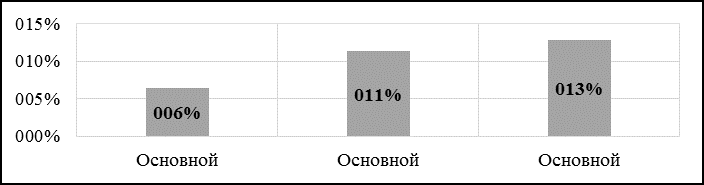 015%
010%
005%
000%
006%
011%
013%
Основной
Основной
Основной